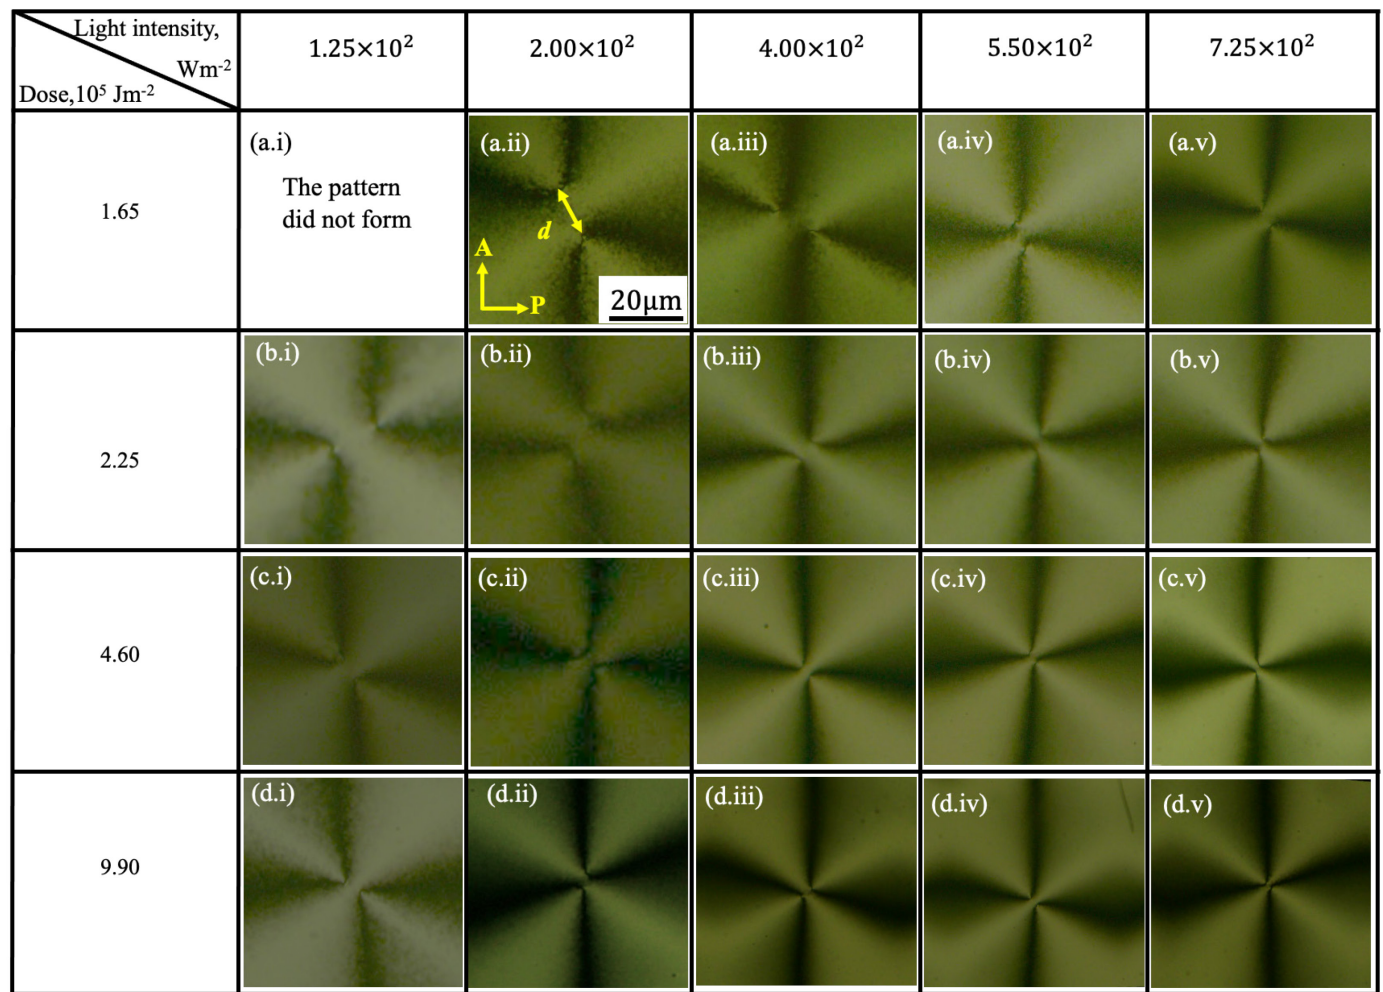 Light intensity,
Wm⁻²
Dose,10⁵ Jm⁻²
1.25×10²
2.00×10²
4.00×10²
5.50×10²
7.25×10²
1.65
(a.i)
The pattern
did not form
(a.ii)
d
A
P
20μm
(a.iii)
(a.iv)
(a.v)
2.25
(b.i)
(b.ii)
(b.iii)
(b.iv)
(b.v)
4.60
(c.i)
(c.ii)
(c.iii)
(c.iv)
(c.v)
9.90
(d.i)
(d.ii)
(d.iii)
(d.iv)
(d.v)